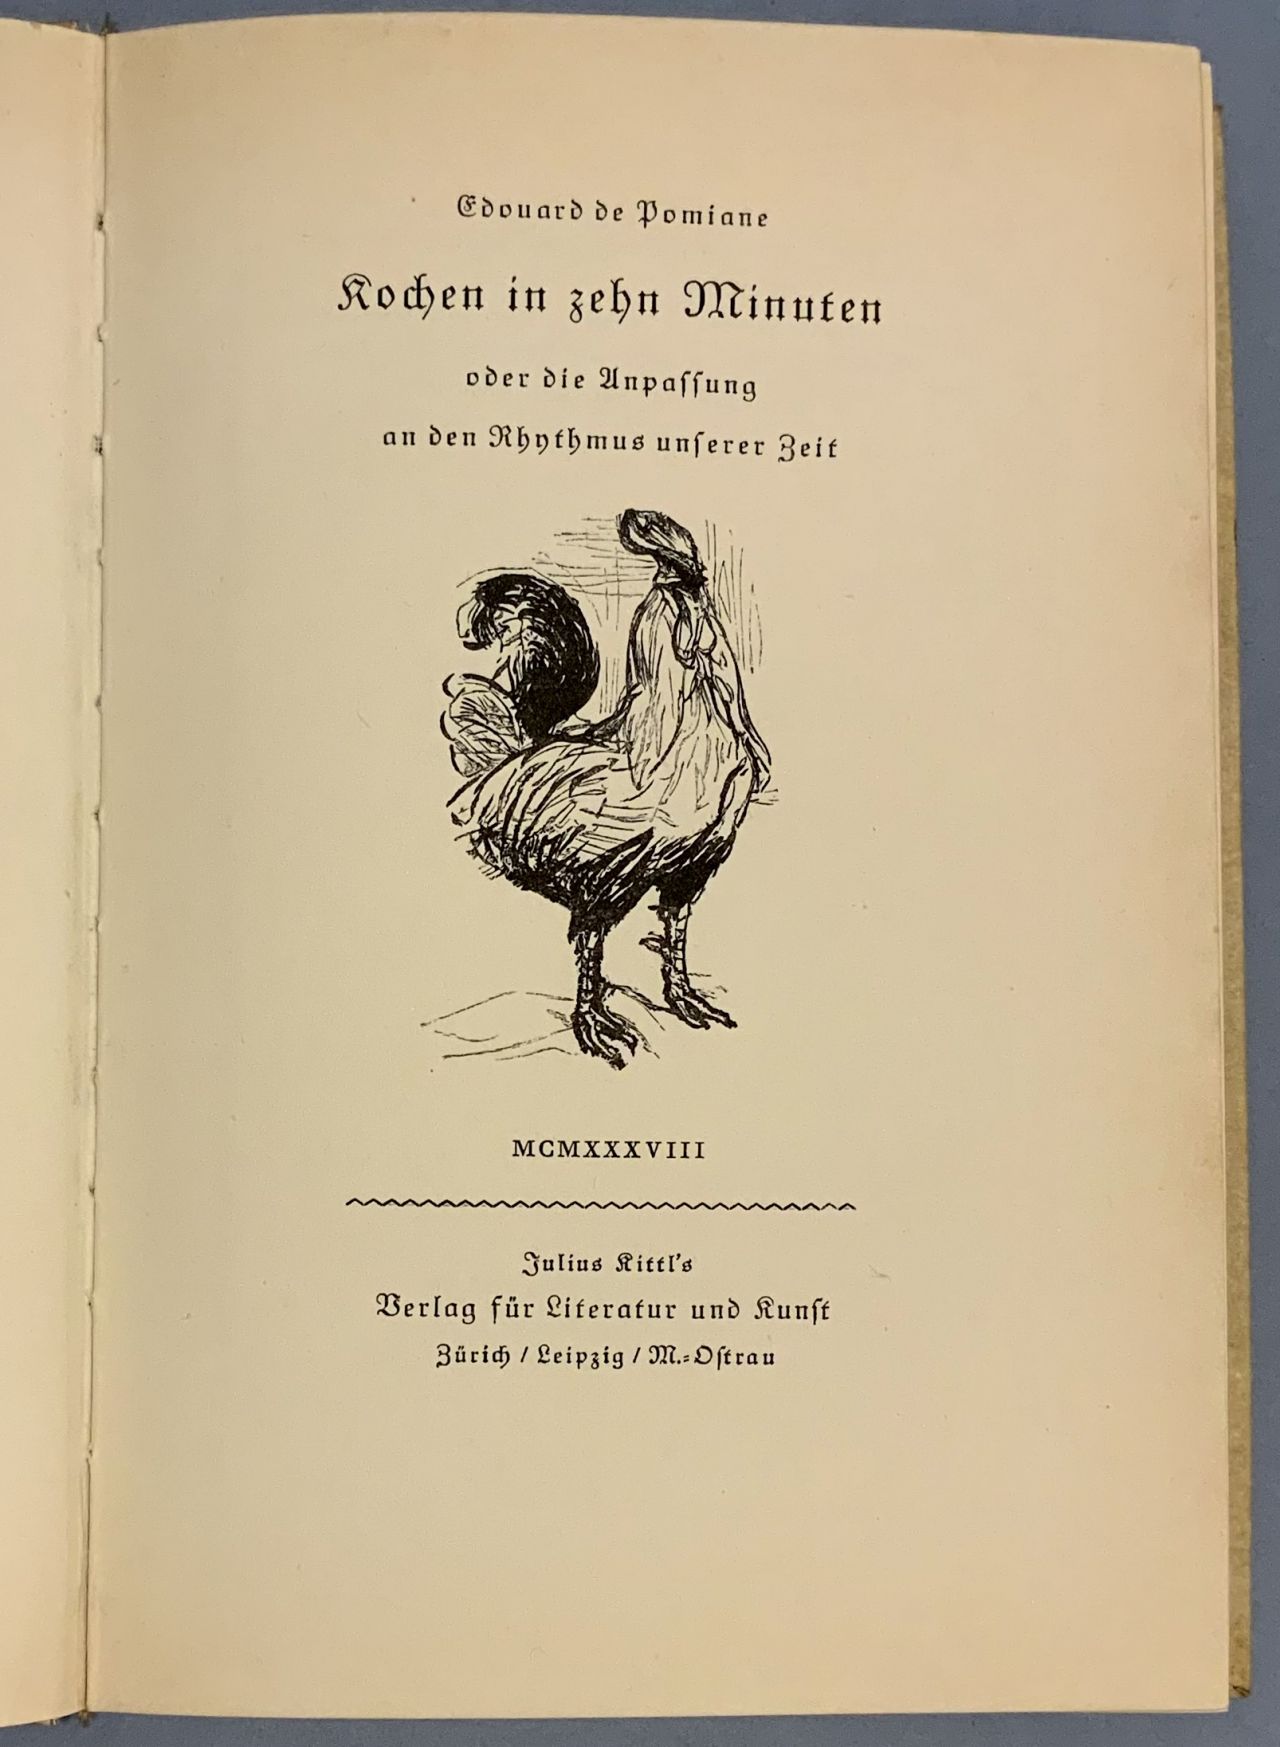 Edouard de Pomiane
Kochen in zehn Minuten
oder die Anpaſſung
an den Rhythmus unſerer Zeit
MCMXXXVIII
Julius Kittl's
Verlag für Literatur und Kunſt
Zürich / Leipzig / M.=Oſtrau